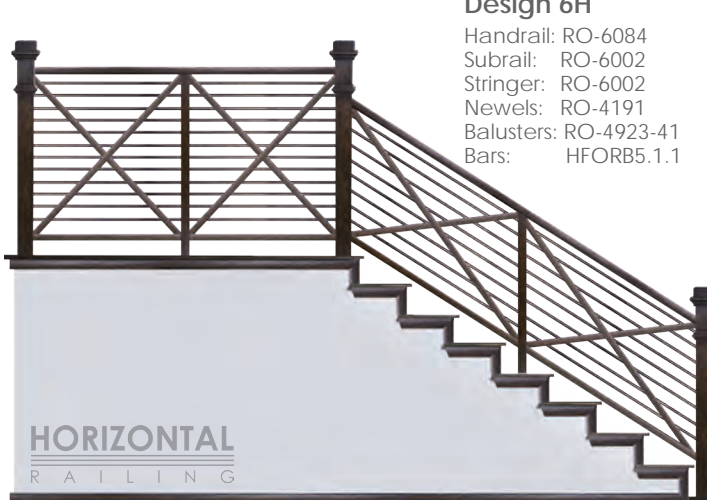 Design 6H
Handrail: RO-6084
Subrail: RO-6002
Stringer: RO-6002
Newels: RO-4191
Balusters: RO-4923-41
Bars: HFORB5.1.1
HORIZONTAL
RAILING